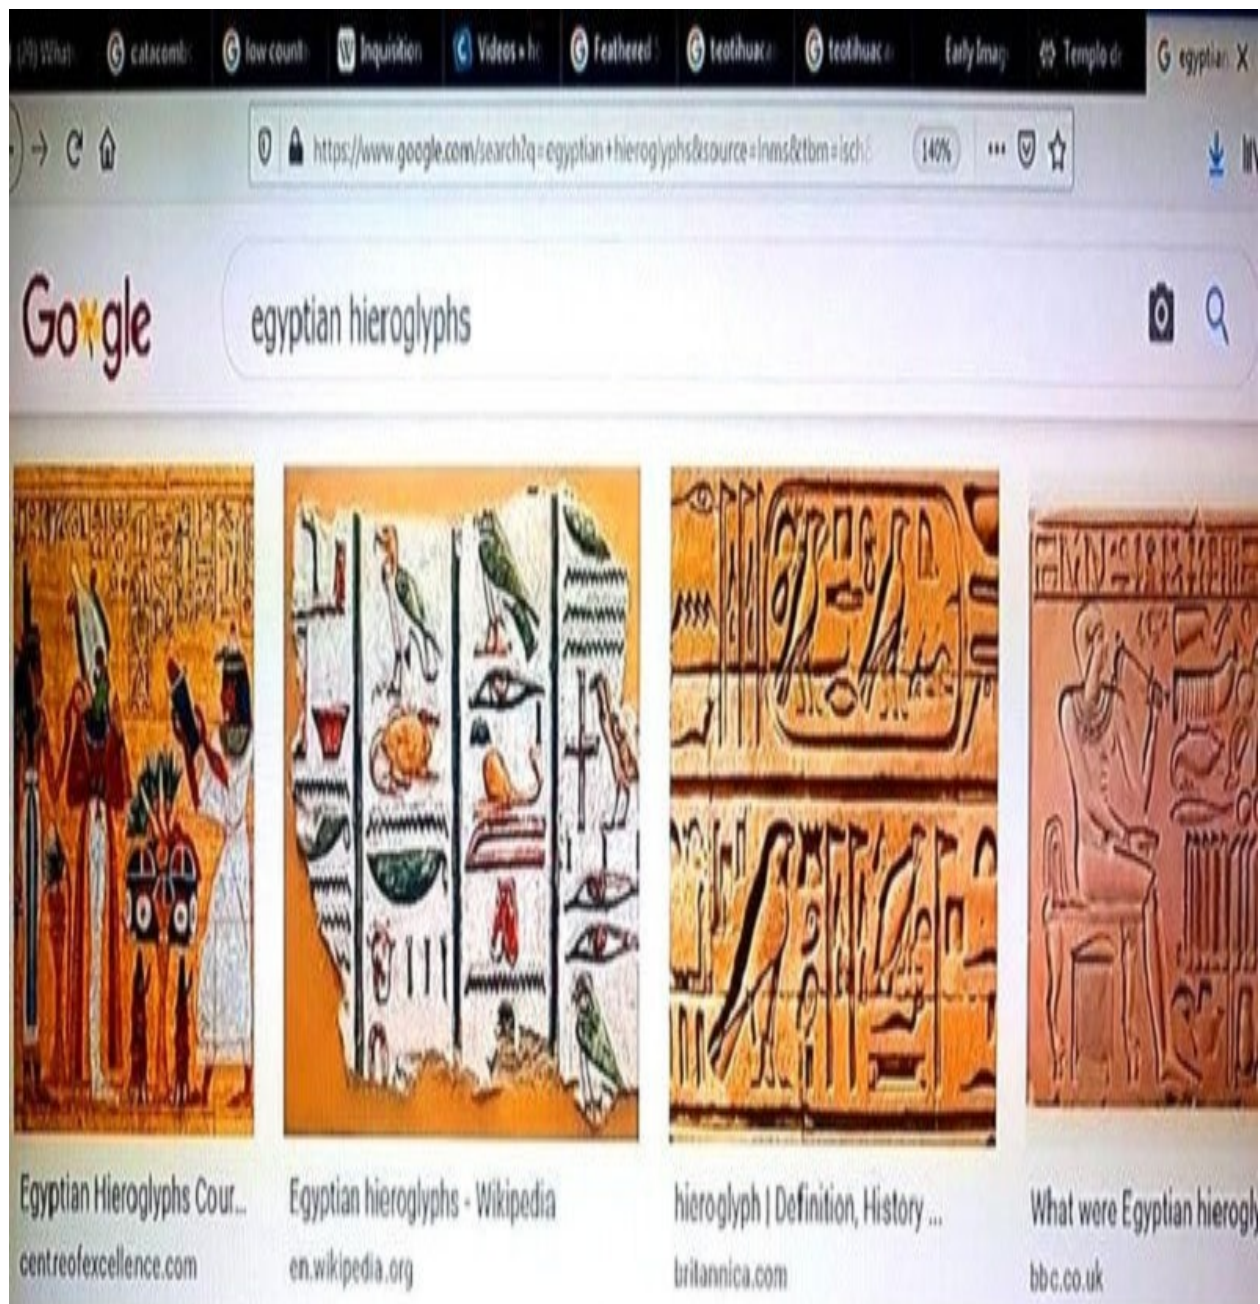 catacomb
low count
Inquisition
Videos » h
Feathered
teotihuac
teotihuac
Early Imag
Templo d
egyptian X
https://www.google.com/search?q=egyptian+hieroglyphs&source=lnms&tbm=isch
140%
Google
egyptian hieroglyphs
Egyptian Hieroglyphs Cour...
Egyptian hieroglyphs - Wikipedia
hieroglyph | Definition, History ...
What were Egyptian hierogly
centreofexcellence.com
en.wikipedia.org
britannica.com
bbc.co.uk